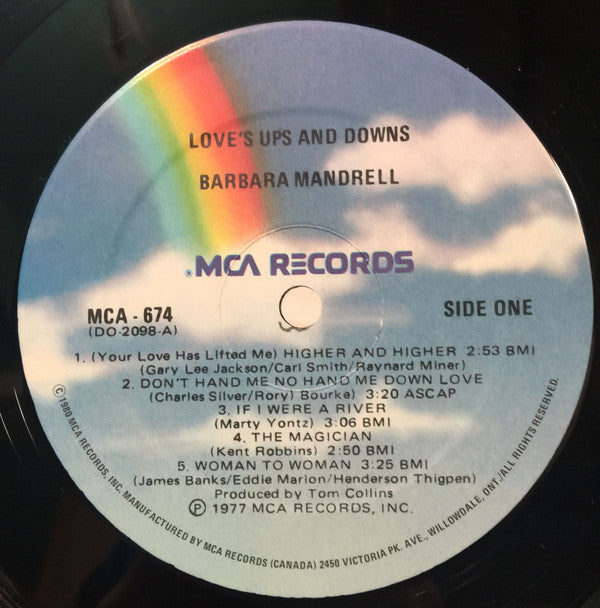 LOVE'S UPS AND DOWNS
BARBARA MANDRELL
®MCA RECORDS
MCA - 674
(DO-2098-A)
SIDE ONE
1. (Your Love Has Lifted Me) HIGHER AND HIGHER 2:53 BMI
(Gary Lee Jackson/Carl Smith/Raynard Miner)
2. DON'T HAND ME NO HAND ME DOWN LOVE
(Charles Silver/Rory) Bourke) 3:20 ASCAP
3. IF I WERE A RIVER
(Marty Yontz) 3:06 BMI
4. THE MAGICIAN
(Kent Robbins) 2:50 BMI
5. WOMAN TO WOMAN 3:25 BMI
(James Banks/Eddie Marion/Henderson Thigpen)
Produced by Tom Collins
Ⓟ 1977 MCA RECORDS, INC.
© 1980 MCA RECORDS, INC. MANUFACTURED BY MCA RECORDS (CANADA) 2450 VICTORIA PK. AVE., WILLOWDALE, ONT./ALL RIGHTS RESERVED.